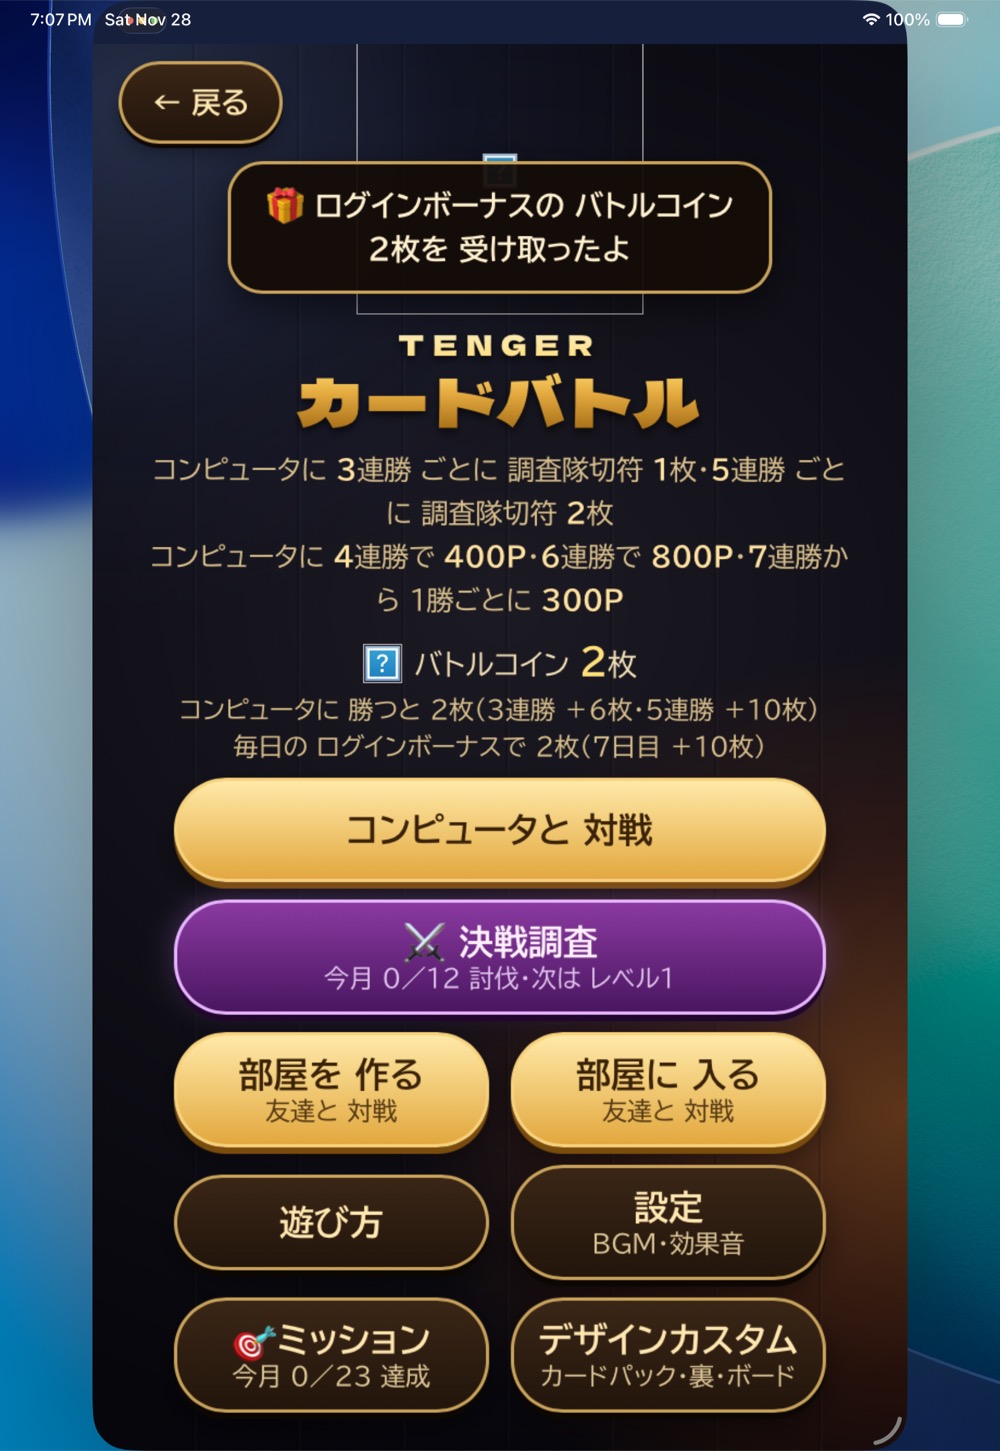 7:07 PM Sat Nov 28
100%
← 戻る
ログインボーナスの バトルコイン
2枚を 受け取ったよ
TENGER
カードバトル
コンピュータに 3連勝 ごとに 調査隊切符 1枚・5連勝 ごと
に 調査隊切符 2枚
コンピュータに 4連勝で 400P・6連勝で 800P・7連勝か
ら 1勝ごとに 300P
? バトルコイン 2枚
コンピュータに 勝つと 2枚(3連勝 +6枚・5連勝 +10枚)
毎日の ログインボーナスで 2枚(7日目 +10枚)
コンピュータと 対戦
決戦調査
今月 0/12 討伐・次は レベル1
部屋を 作る
友達と 対戦
部屋に 入る
友達と 対戦
遊び方
設定
BGM・効果音
ミッション
今月 0/23 達成
デザインカスタム
カードパック・裏・ボード